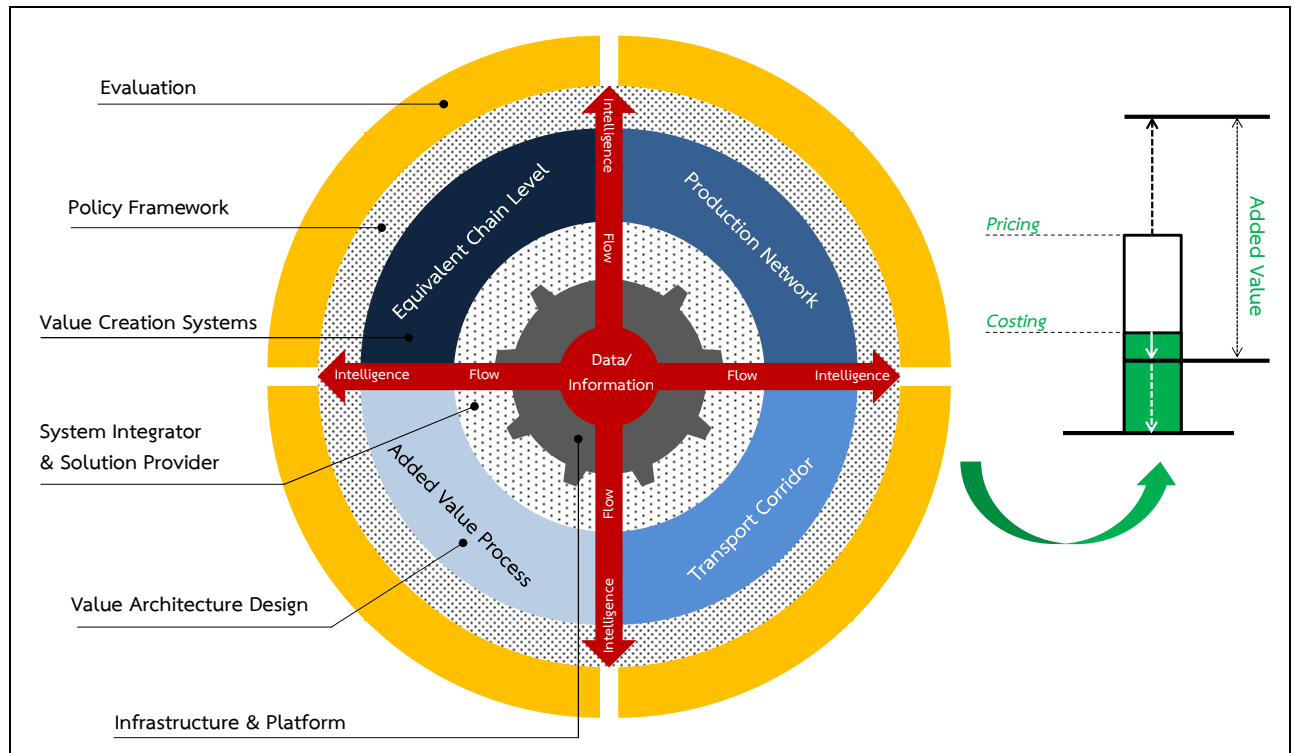 Evaluation
Policy Framework
Value Creation Systems
System Integrator
& Solution Provider
Value Architecture Design
Infrastructure & Platform
Equivalent Chain Level
Production Network
Added Value Process
Transport Corridor
Intelligence
Flow
Intelligence
Flow
Data/
Information
Flow
Intelligence
Flow
Intelligence
Pricing
Costing
Added Value